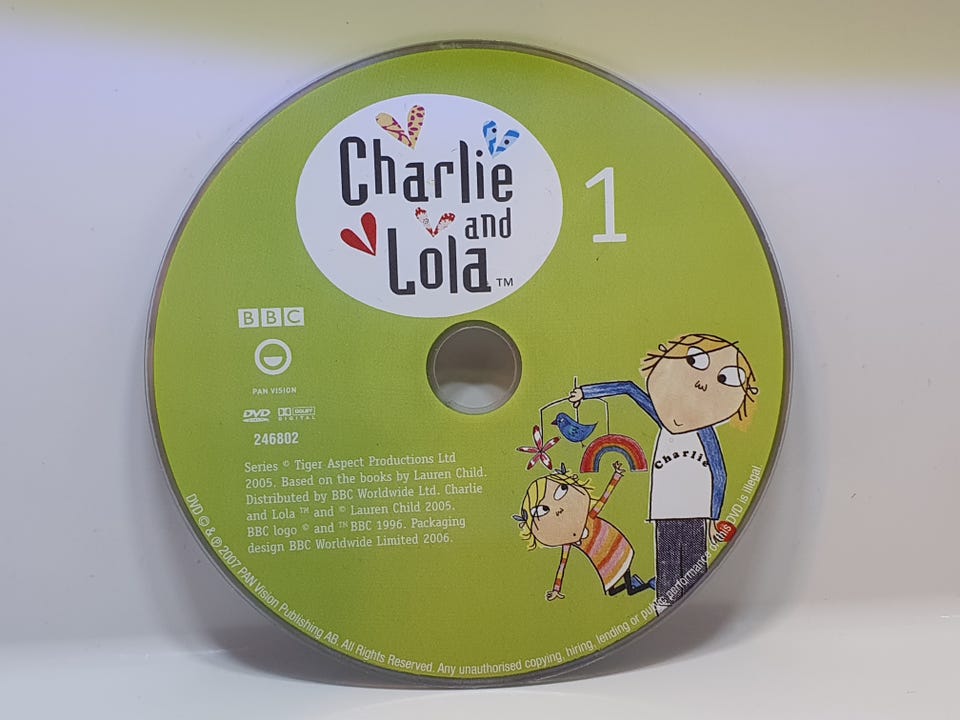 Charlie
and
Lola™
1
BBC
PAN VISION
DVD DOLBY DIGITAL
246802
Series © Tiger Aspect Productions Ltd
2005. Based on the books by Lauren Child.
Distributed by BBC Worldwide Ltd. Charlie
and Lola ™ and © Lauren Child 2005.
BBC logo © and ™ BBC 1996. Packaging
design BBC Worldwide Limited 2006.
Charlie
DVD © & ℗ 2007 PAN Vision Publishing AB. All Rights Reserved. Any unauthorised copying, hiring, lending or public performance of this DVD is illegal.